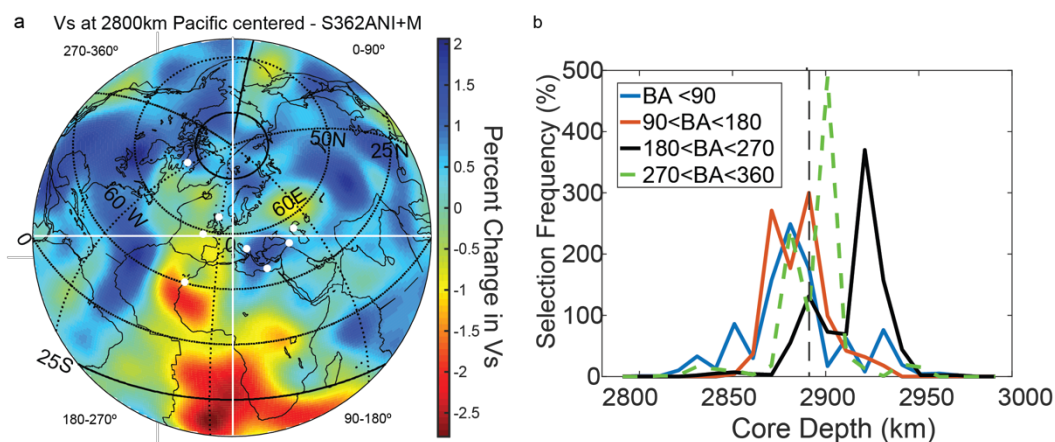 a
Vs at 2800km Pacific centered - S362ANI+M
270-360º
0-90º
50N
25N
60 W
60E
0
0
25S
180-270º
90-180º
2
1.5
1
0.5
0
-0.5
-1
-1.5
-2
-2.5
Percent Change in Vs
b
Selection Frequency (%)
500
400
300
200
100
0
BA <90
90<BA<180
180<BA<270
270<BA<360
2800
2850
2900
2950
3000
Core Depth (km)